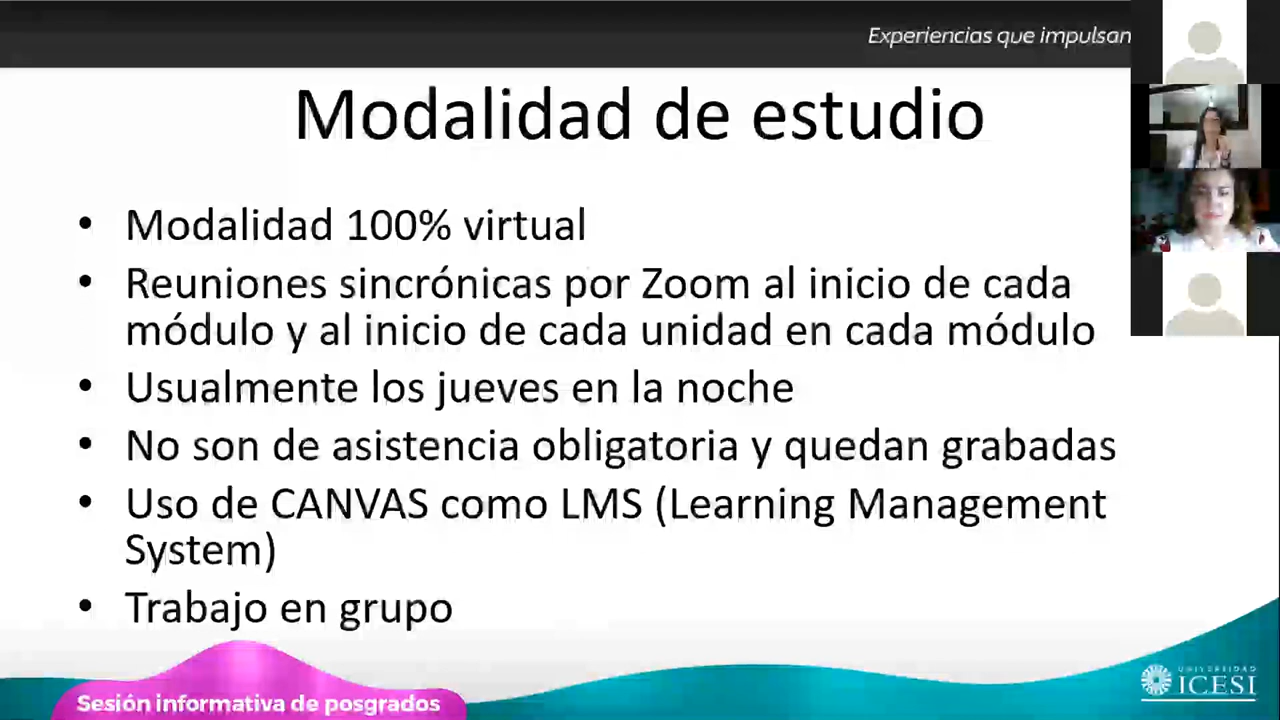 Experiencias que impulsan
Modalidad de estudio
• Modalidad 100% virtual
• Reuniones sincrónicas por Zoom al inicio de cada
módulo y al inicio de cada unidad en cada módulo
• Usualmente los jueves en la noche
• No son de asistencia obligatoria y quedan grabadas
• Uso de CANVAS como LMS (Learning Management
System)
• Trabajo en grupo
Sesión informativa de posgrados
UNIVERSIDAD
ICESI